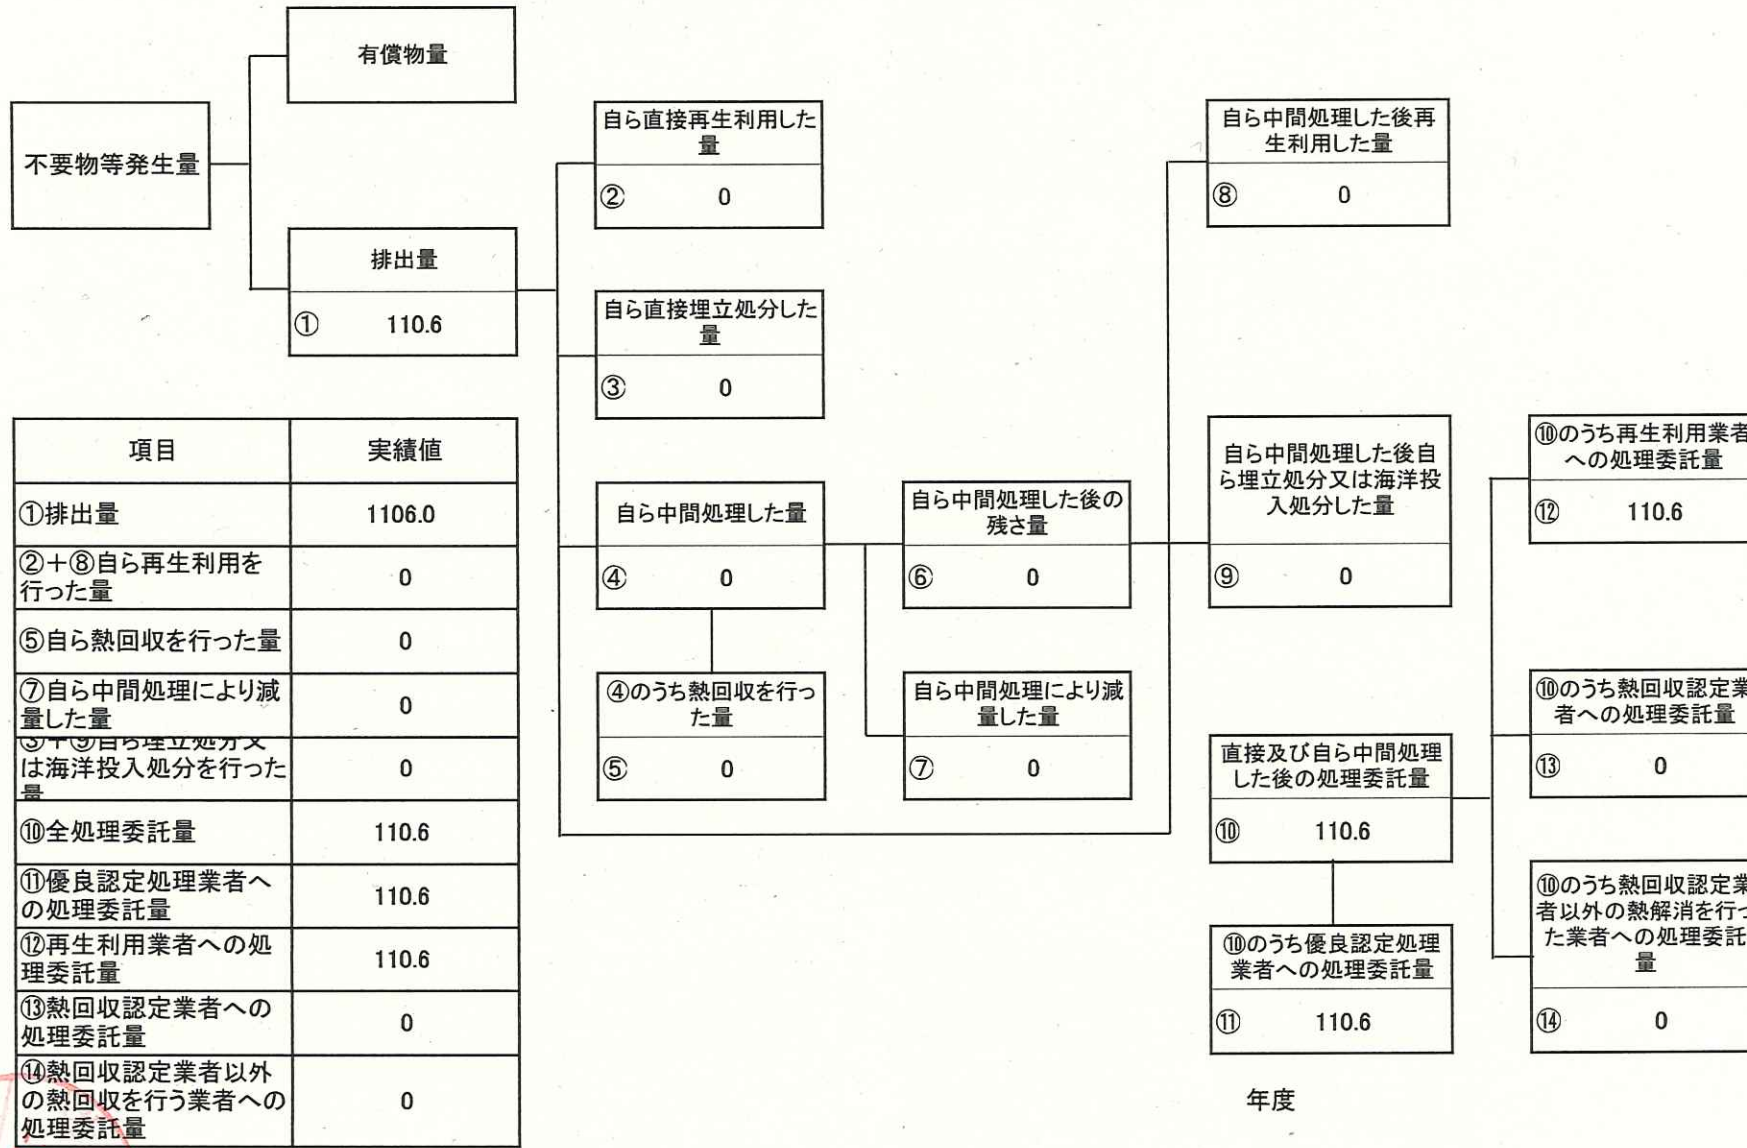 有償物量
不要物等発生量
排出量
① 110.6
自ら直接再生利用した
量
② 0
自ら直接埋立処分した
量
③ 0
自ら中間処理した量
④ 0
④のうち熱回収を行っ
た量
⑤ 0
自ら中間処理した後の
残さ量
⑥ 0
自ら中間処理により減
量した量
⑦ 0
自ら中間処理した後再
生利用した量
⑧ 0
自ら中間処理した後自
ら埋立処分又は海洋投
入処分した量
⑨ 0
直接及び自ら中間処理
した後の処理委託量
⑩ 110.6
⑩のうち優良認定処理
業者への処理委託量
⑪ 110.6
⑩のうち再生利用業者
への処理委託量
⑫ 110.6
⑩のうち熱回収認定業
者への処理委託量
⑬ 0
⑩のうち熱回収認定業
者以外の熱解消を行っ
た業者への処理委託
量
⑭ 0
項目 実績値
①排出量 1106.0
②+⑧自ら再生利用を
行った量 0
⑤自ら熱回収を行った量 0
⑦自ら中間処理により減
量した量 0
③+⑨自ら埋立処分又
は海洋投入処分を行った
量 0
⑩全処理委託量 110.6
⑪優良認定処理業者へ
の処理委託量 110.6
⑫再生利用業者への処
理委託量 110.6
⑬熱回収認定業者への
処理委託量 0
⑭熱回収認定業者以外
の熱回収を行う業者への
処理委託量 0
年度